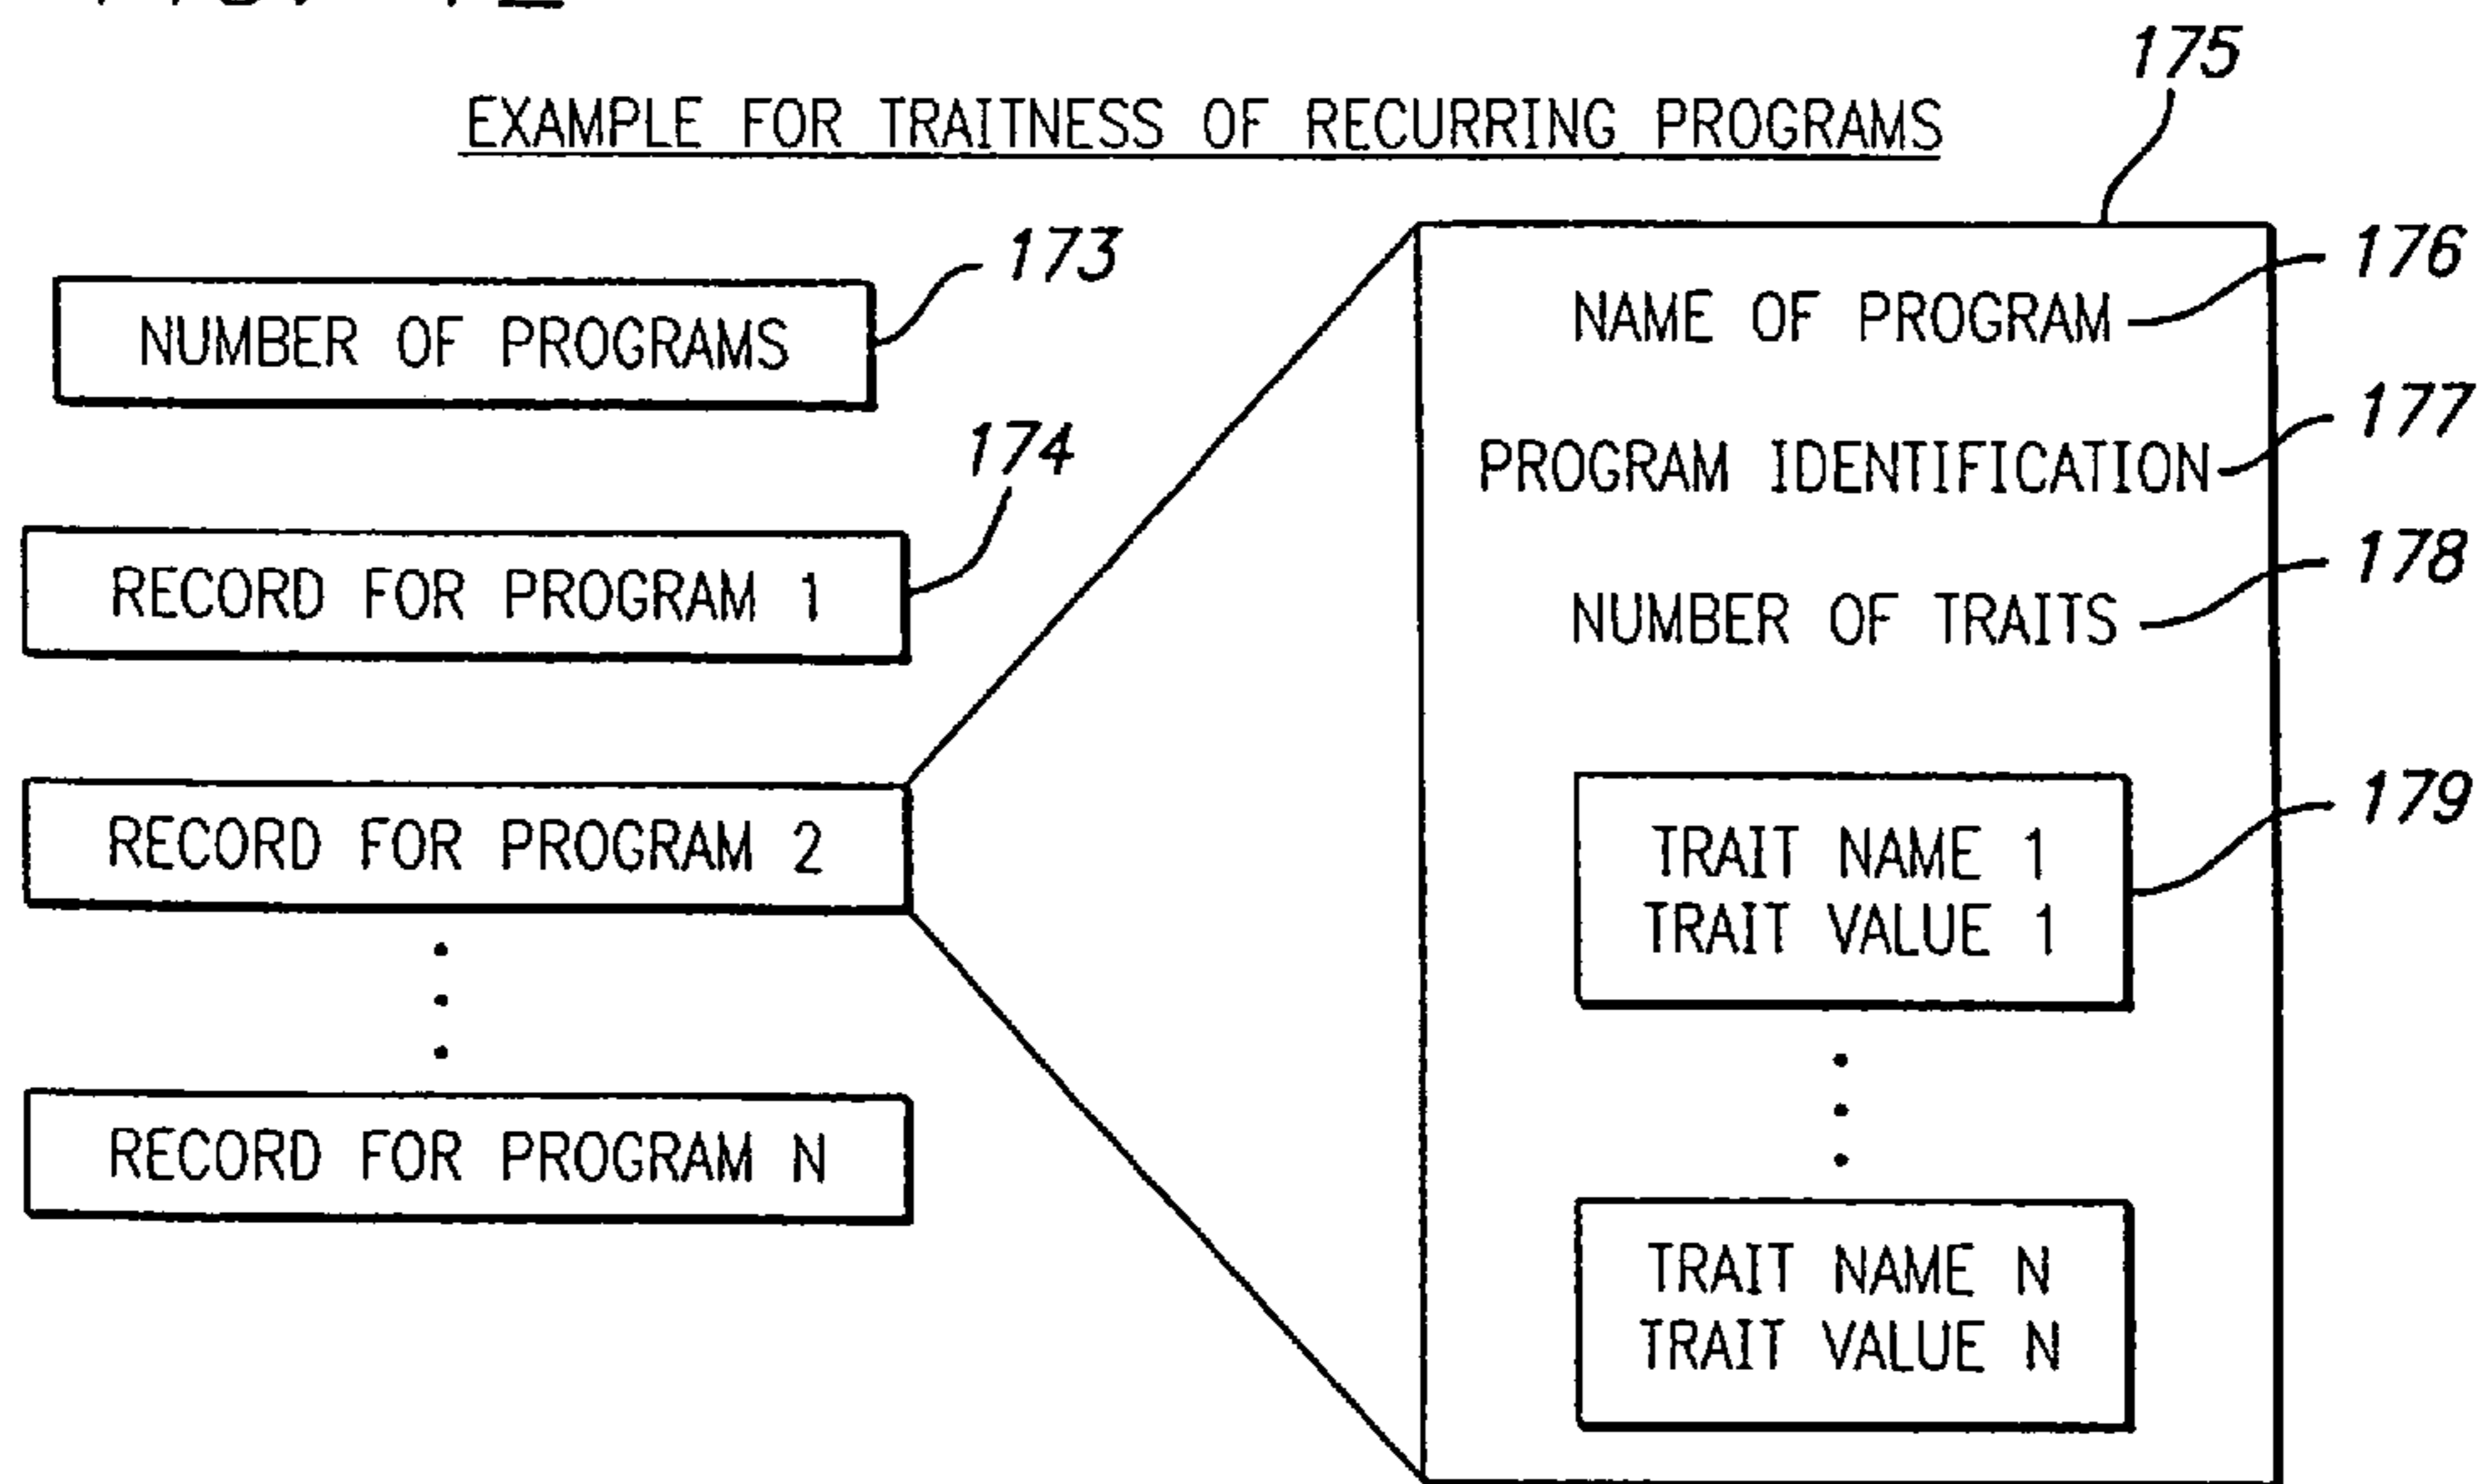 175
EXAMPLE FOR TRAITNESS OF RECURRING PROGRAMS
173
NUMBER OF PROGRAMS
174
RECORD FOR PROGRAM 1
RECORD FOR PROGRAM 2
RECORD FOR PROGRAM N
NAME OF PROGRAM
176
PROGRAM IDENTIFICATION
177
NUMBER OF TRAITS
178
179
TRAIT NAME 1
TRAIT VALUE 1
TRAIT NAME N
TRAIT VALUE N